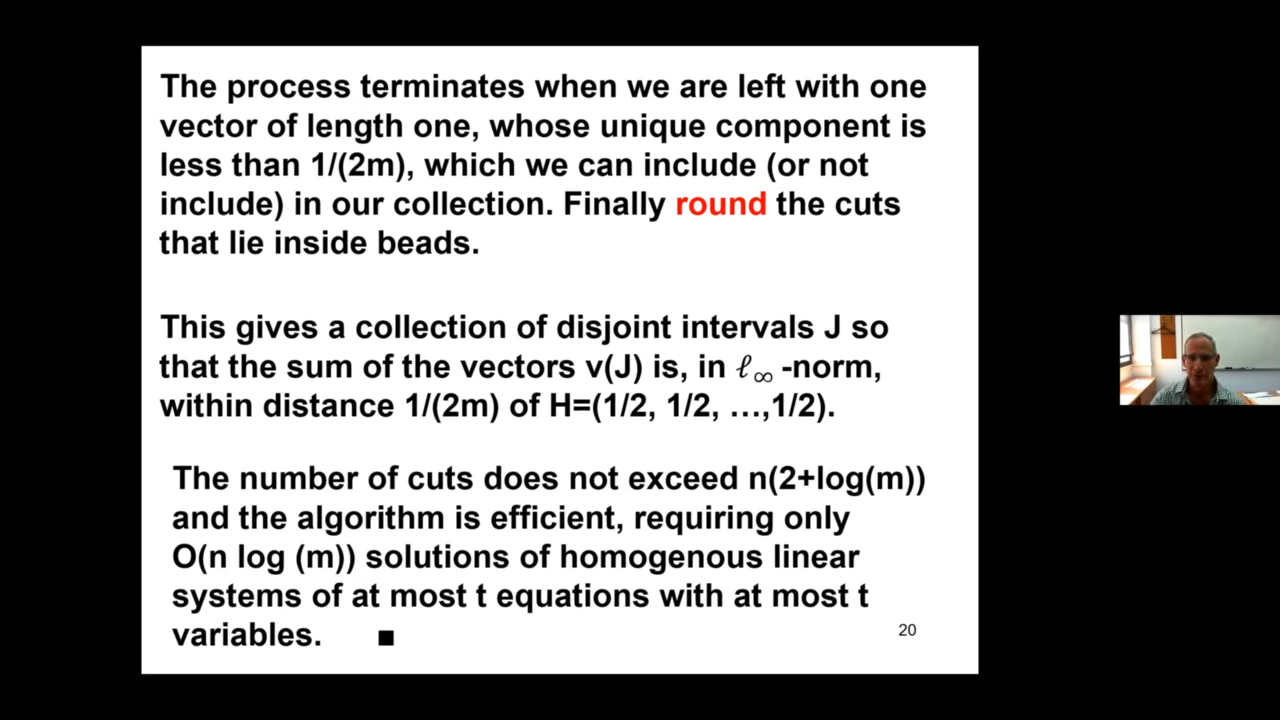 The process terminates when we are left with one
vector of length one, whose unique component is
less than 1/(2m), which we can include (or not
include) in our collection. Finally round the cuts
that lie inside beads.
This gives a collection of disjoint intervals J so
that the sum of the vectors v(J) is, in ℓ∞ -norm,
within distance 1/(2m) of H=(1/2, 1/2, …,1/2).
The number of cuts does not exceed n(2+log(m))
and the algorithm is efficient, requiring only
O(n log (m)) solutions of homogenous linear
systems of at most t equations with at most t
variables. ■
20